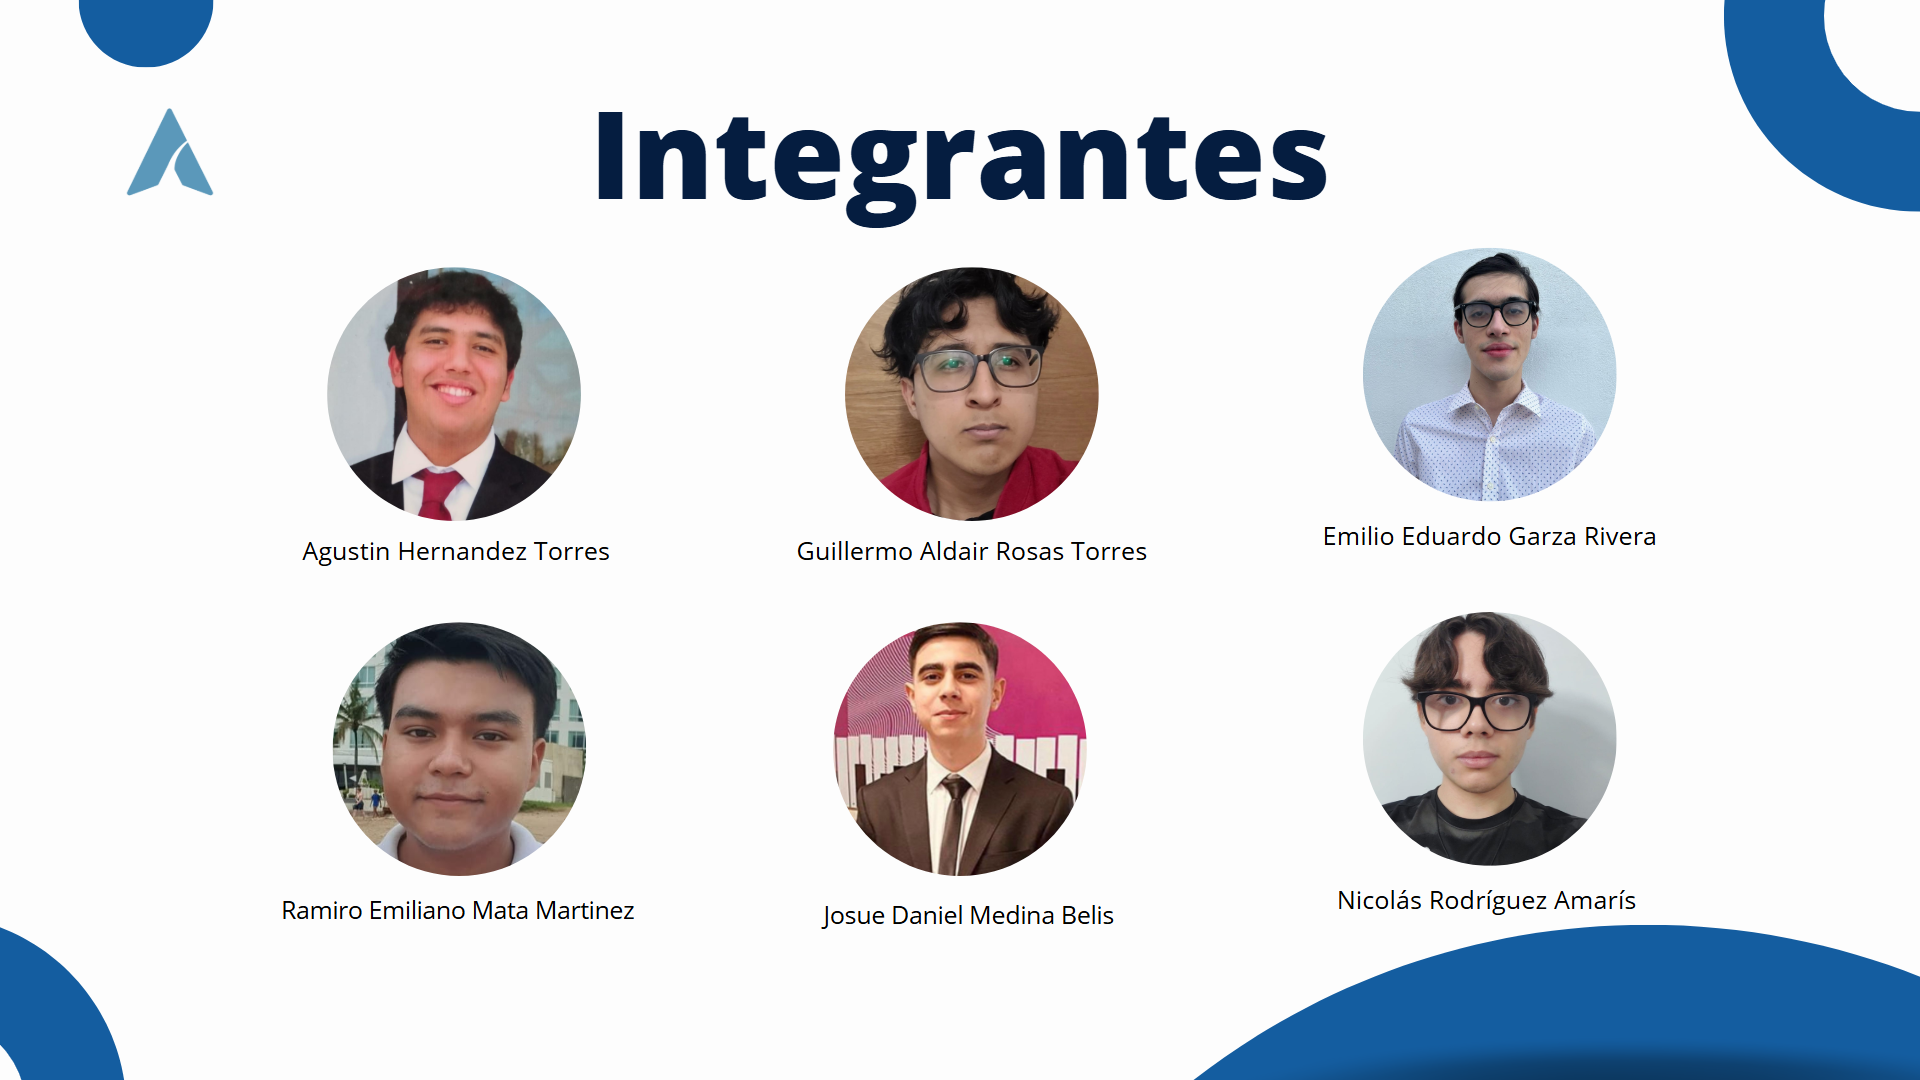 Integrantes
Agustin Hernandez Torres
Guillermo Aldair Rosas Torres
Emilio Eduardo Garza Rivera
Ramiro Emiliano Mata Martinez
Josue Daniel Medina Belis
Nicolás Rodríguez Amarís